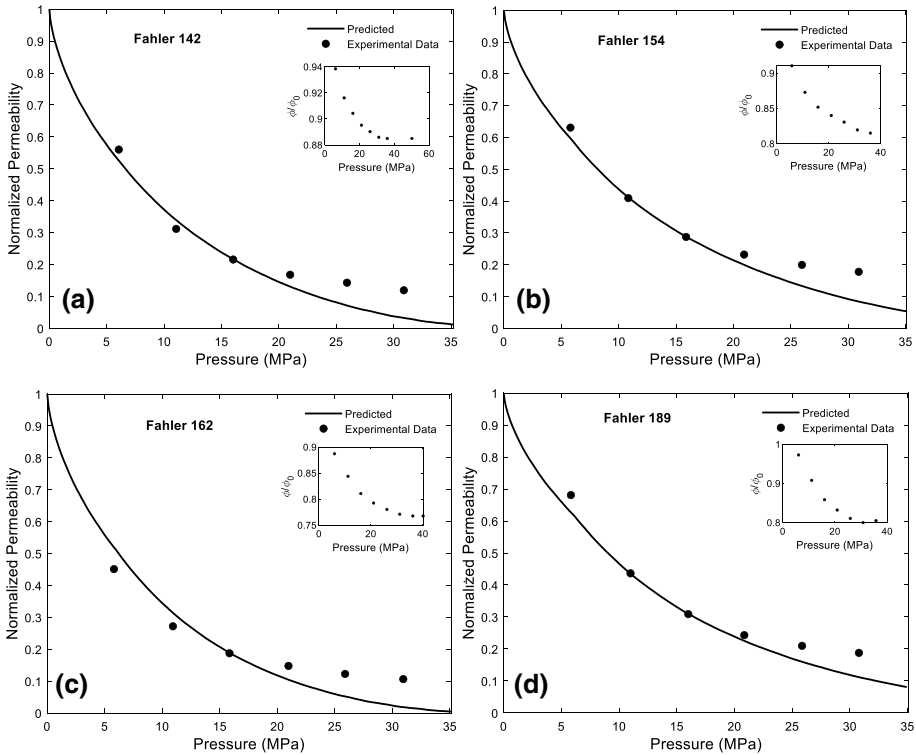 Fahler 142
Predicted
Experimental Data
Normalized Permeability
1
0.9
0.8
0.7
0.6
0.5
0.4
0.3
0.2
0.1
0
0 5 10 15 20 25 30 35
Pressure (MPa)
ϕ/ϕ0
0.94
0.92
0.9
0.88
0 20 40 60
Pressure (MPa)
(a)
Fahler 154
Predicted
Experimental Data
Normalized Permeability
1
0.9
0.8
0.7
0.6
0.5
0.4
0.3
0.2
0.1
0
0 5 10 15 20 25 30 35
Pressure (MPa)
ϕ/ϕ0
0.9
0.85
0.8
0 20 40
Pressure (MPa)
(b)
Fahler 162
Predicted
Experimental Data
Normalized Permeability
1
0.9
0.8
0.7
0.6
0.5
0.4
0.3
0.2
0.1
0
0 5 10 15 20 25 30 35
Pressure (MPa)
ϕ/ϕ0
0.9
0.85
0.8
0.75
0 20 40
Pressure (MPa)
(c)
Fahler 189
Predicted
Experimental Data
Normalized Permeability
1
0.9
0.8
0.7
0.6
0.5
0.4
0.3
0.2
0.1
0
0 5 10 15 20 25 30 35
Pressure (MPa)
ϕ/ϕ0
1
0.9
0.8
0 20 40
Pressure (MPa)
(d)